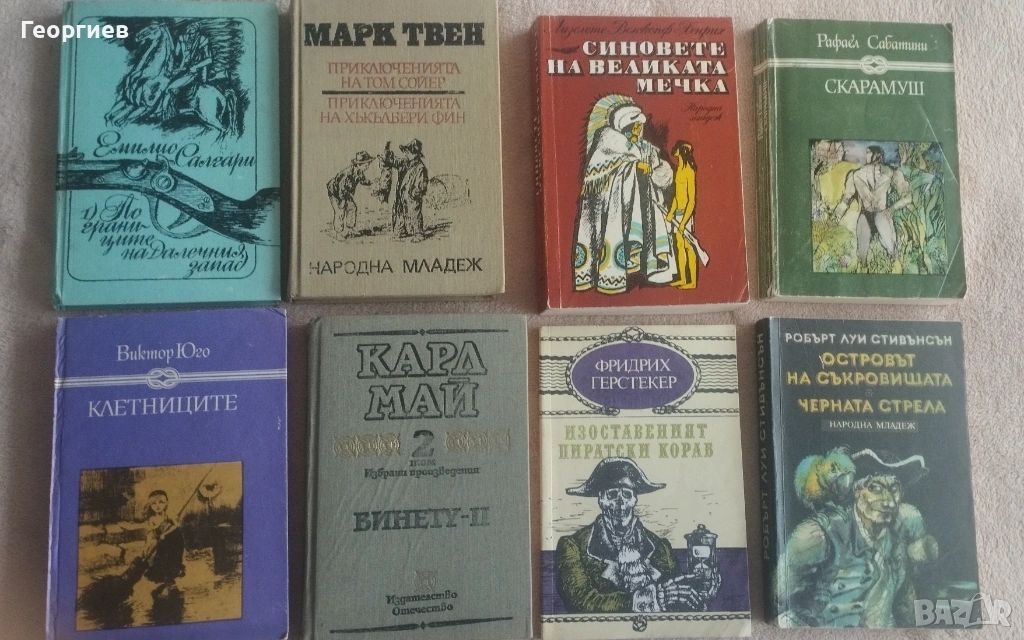 Георгиев
Емилио
Салгари
1) По
грани-
ците
на Далечния
запад
МАРК ТВЕН
ПРИКЛЮЧЕНИЯТА
НА ТОМ СОЙЕР
ПРИКЛЮЧЕНИЯТА
НА ХЪКЪЛБЕРИ ФИН
НАРОДНА МЛАДЕЖ
Лизелоте Велскопф Хенрих
СИНОВЕТЕ
НА ВЕЛИКАТА
МЕЧКА
Народна
младеж
Рафаел Сабатини
СКАРАМУШ
Виктор Юго
КЛЕТНИЦИТЕ
КАРЛ
МАЙ
2
том
Избрани произведения
ВИНЕТУ-II
Издателство
Отечество
ФРИДРИХ
ГЕРСТЕКЕР
ИЗОСТАВЕНИЯТ
ПИРАТСКИ КОРАБ
РОБЪРТ ЛУИ СТИВЪНСЪН
ОСТРОВЪТ
НА СЪКРОВИЩАТА
ЧЕРНАТА СТРЕЛА
НАРОДНА МЛАДЕЖ
РОБЪРТ ЛУИ СТИВЪНСЪН
BAZAR